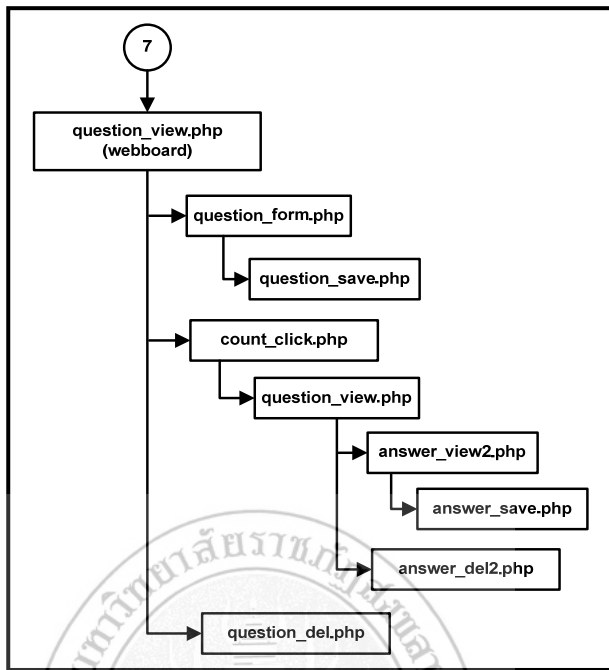 7
question_view.php
(webboard)
question_form.php
question_save.php
count_click.php
question_view.php
answer_view2.php
answer_save.php
answer_del2.php
question_del.php